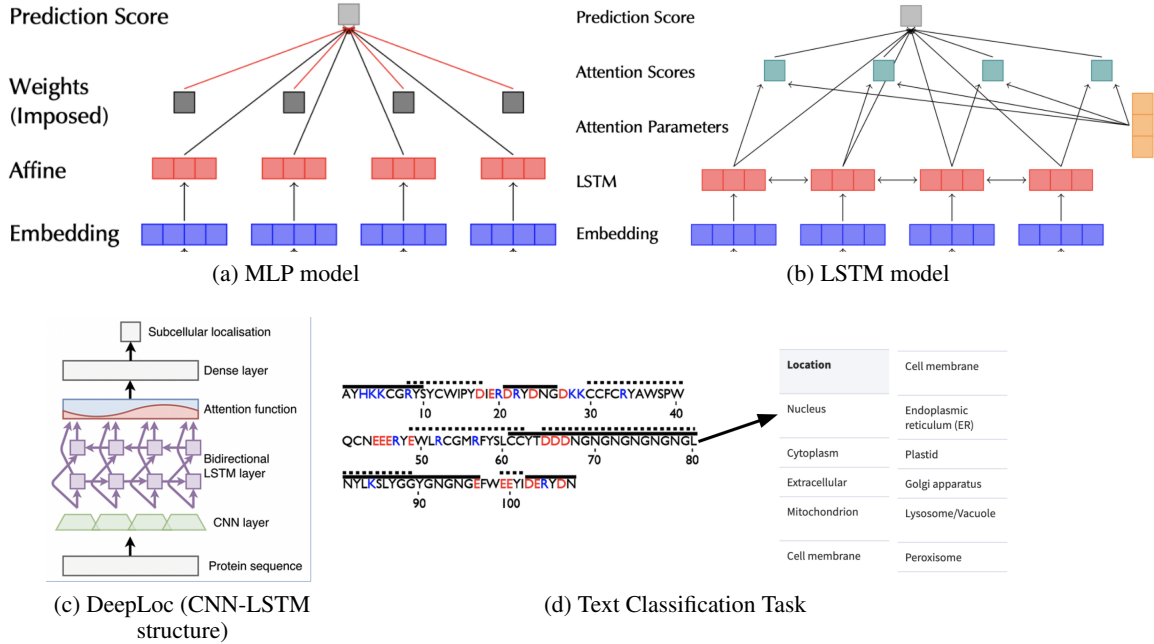 Prediction Score
Weights
(Imposed)
Affine
Embedding
(a) MLP model
Prediction Score
Attention Scores
Attention Parameters
LSTM
Embedding
(b) LSTM model
Subcellular localisation
Dense layer
Attention function
Bidirectional
LSTM layer
CNN layer
Protein sequence
(c) DeepLoc (CNN-LSTM
structure)
AYHKKCGRYSYCWIPYDIERDRYDNGDKKCCFCRYAWSPW
10 20 30 40
QCNEEERYEWLRCGMRFYSLCCYTDDDNGNGNGNGNGNGL
50 60 70 80
NYLKSLYGGYGNGNGEFWEEYIDERYDN
90 100
Location Cell membrane
Nucleus Endoplasmic
reticulum (ER)
Cytoplasm Plastid
Extracellular Golgi apparatus
Mitochondrion Lysosome/Vacuole
Cell membrane Peroxisome
(d) Text Classification Task